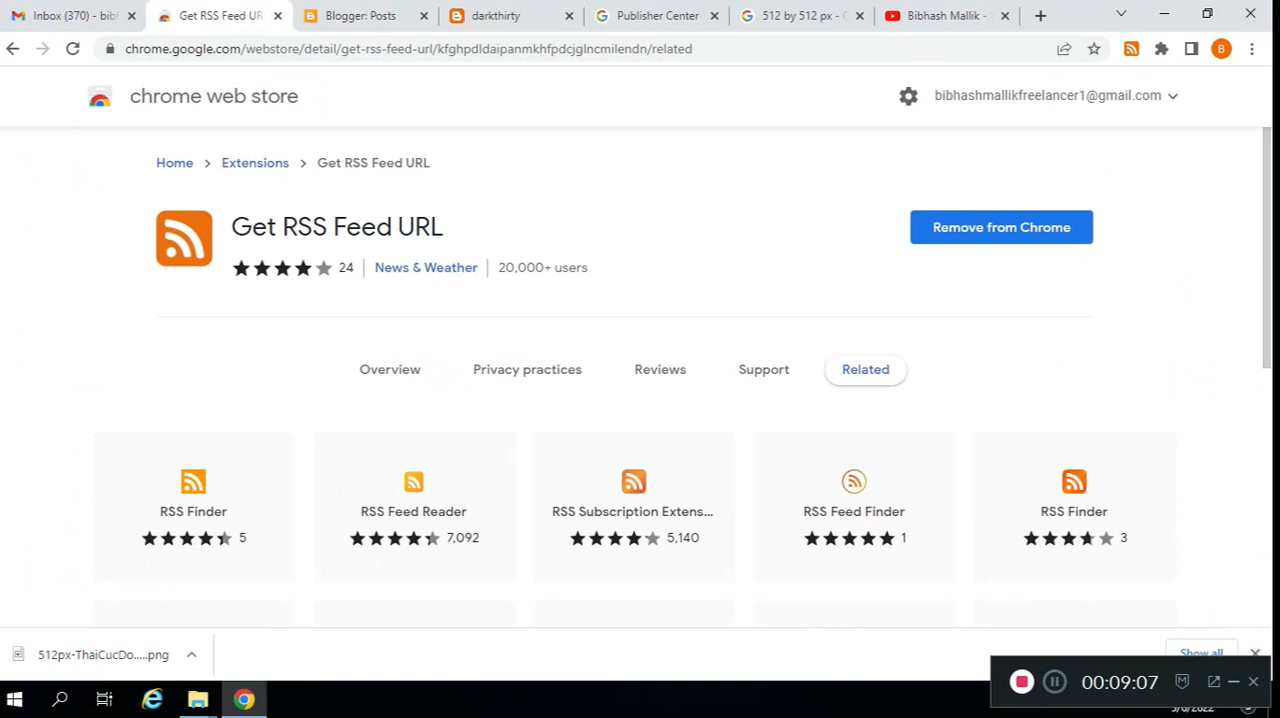 Inbox (370) - bibh
Get RSS Feed UR
Blogger: Posts
darkthirty
Publisher Center
512 by 512 px - G
Bibhash Mallik -
chrome.google.com/webstore/detail/get-rss-feed-url/kfghpdldaipanmkhfpdcjglncmilendn/related
B
chrome web store
bibhashmallikfreelancer1@gmail.com
Home > Extensions > Get RSS Feed URL
Get RSS Feed URL
Remove from Chrome
24 | News & Weather | 20,000+ users
Overview
Privacy practices
Reviews
Support
Related
RSS Finder
RSS Feed Reader
RSS Subscription Extens...
RSS Feed Finder
RSS Finder
5
7,092
5,140
1
3
512px-ThaiCucDo.....png
Show all
00:09:07